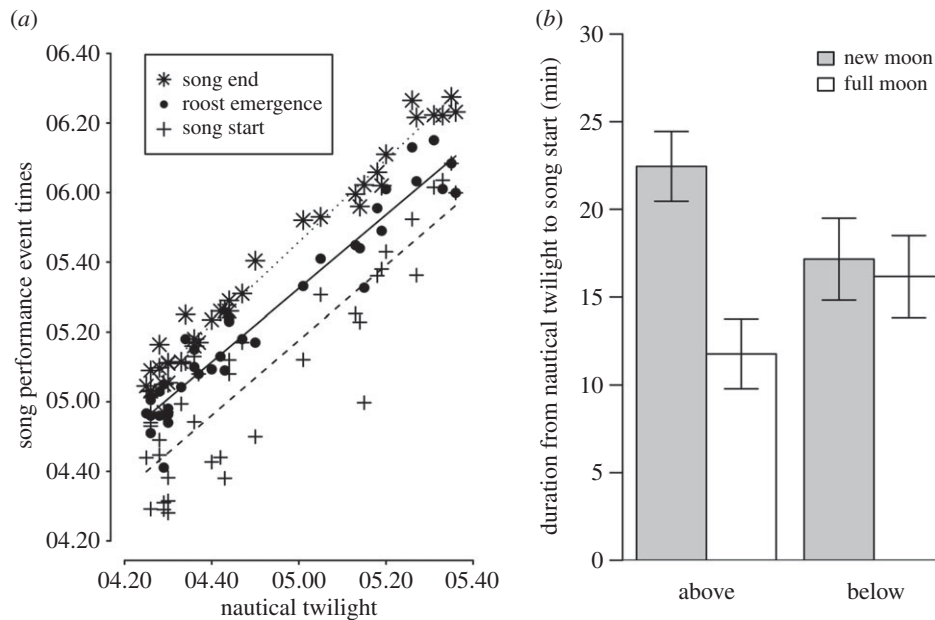 (a)
song performance event times
06.40
06.20
06.00
05.40
05.20
05.00
04.40
04.20
song end
roost emergence
song start
04.20 04.40 05.00 05.20 05.40
nautical twilight
(b)
duration from nautical twilight to song start (min)
30
25
20
15
10
5
0
new moon
full moon
above below